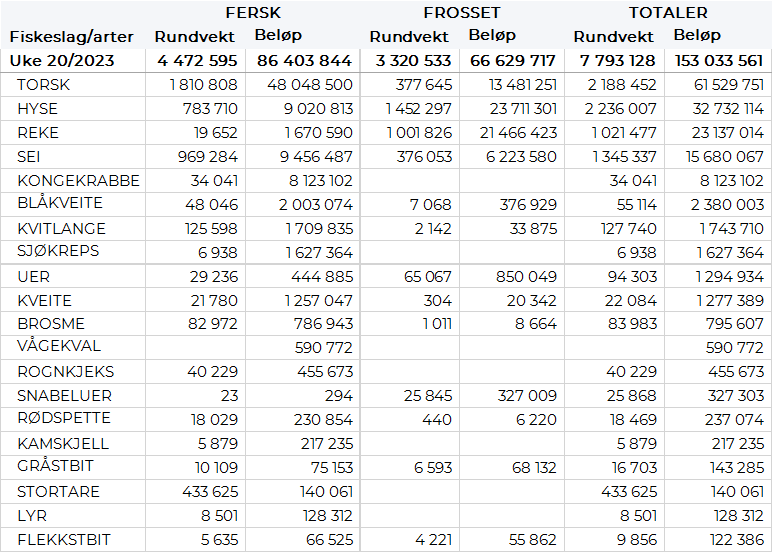 FERSK FROSSET TOTALER
Fiskeslag/arter Rundvekt Beløp Rundvekt Beløp Rundvekt Beløp
Uke 20/2023 4 472 595 86 403 844 3 320 533 66 629 717 7 793 128 153 033 561
TORSK 1 810 808 48 048 500 377 645 13 481 251 2 188 452 61 529 751
HYSE 783 710 9 020 813 1 452 297 23 711 301 2 236 007 32 732 114
REKE 19 652 1 670 590 1 001 826 21 466 423 1 021 477 23 137 014
SEI 969 284 9 456 487 376 053 6 223 580 1 345 337 15 680 067
KONGEKRABBE 34 041 8 123 102 34 041 8 123 102
BLÅKVEITE 48 046 2 003 074 7 068 376 929 55 114 2 380 003
KVITLANGE 125 598 1 709 835 2 142 33 875 127 740 1 743 710
SJØKREPS 6 938 1 627 364 6 938 1 627 364
UER 29 236 444 885 65 067 850 049 94 303 1 294 934
KVEITE 21 780 1 257 047 304 20 342 22 084 1 277 389
BROSME 82 972 786 943 1 011 8 664 83 983 795 607
VÅGEKVAL 590 772 590 772
ROGNKJEKS 40 229 455 673 40 229 455 673
SNABELUER 23 294 25 845 327 009 25 868 327 303
RØDSPETTE 18 029 230 854 440 6 220 18 469 237 074
KAMSKJELL 5 879 217 235 5 879 217 235
GRÅSTBIT 10 109 75 153 6 593 68 132 16 703 143 285
STORTARE 433 625 140 061 433 625 140 061
LYR 8 501 128 312 8 501 128 312
FLEKKSTBIT 5 635 66 525 4 221 55 862 9 856 122 386